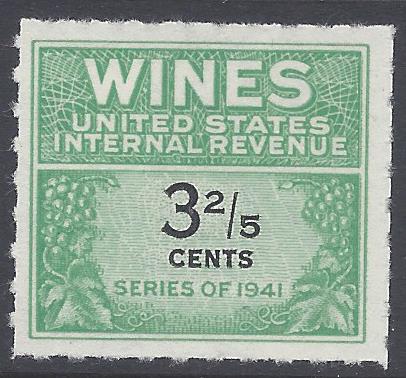 WINES
UNITED STATES
INTERNAL REVENUE
3 2/5
CENTS
SERIES OF 1941